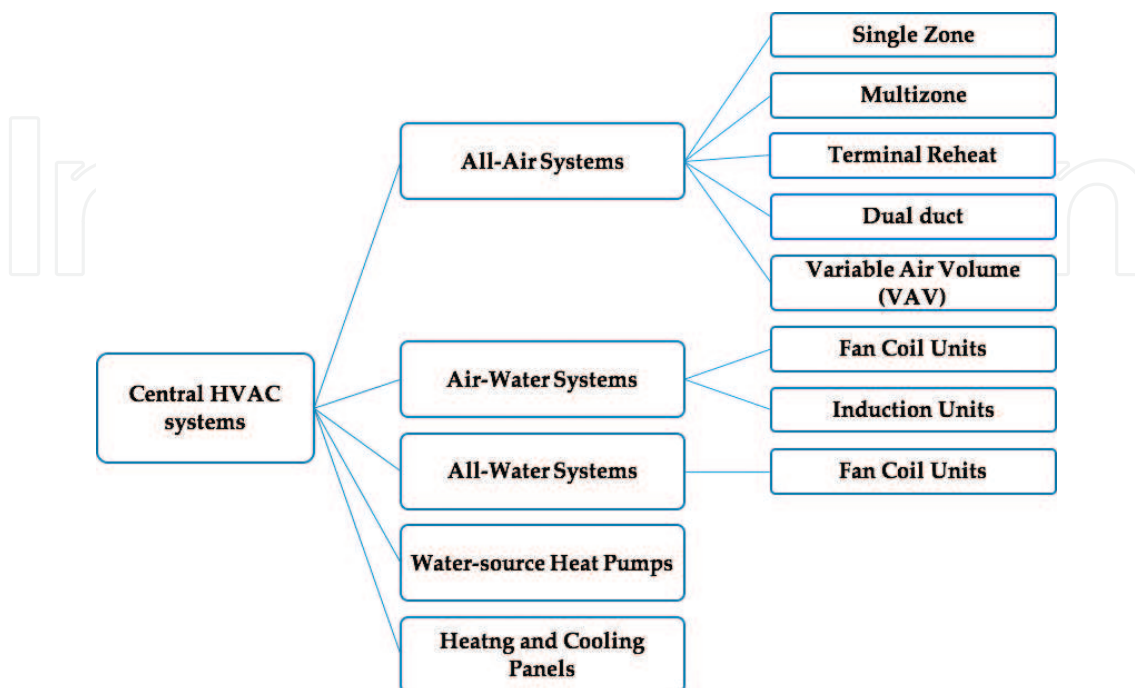 Single Zone
Multizone
All-Air Systems
Terminal Reheat
Dual duct
Variable Air Volume
(VAV)
Central HVAC
systems
Air-Water Systems
Fan Coil Units
Induction Units
All-Water Systems
Fan Coil Units
Water-source Heat Pumps
Heatng and Cooling
Panels